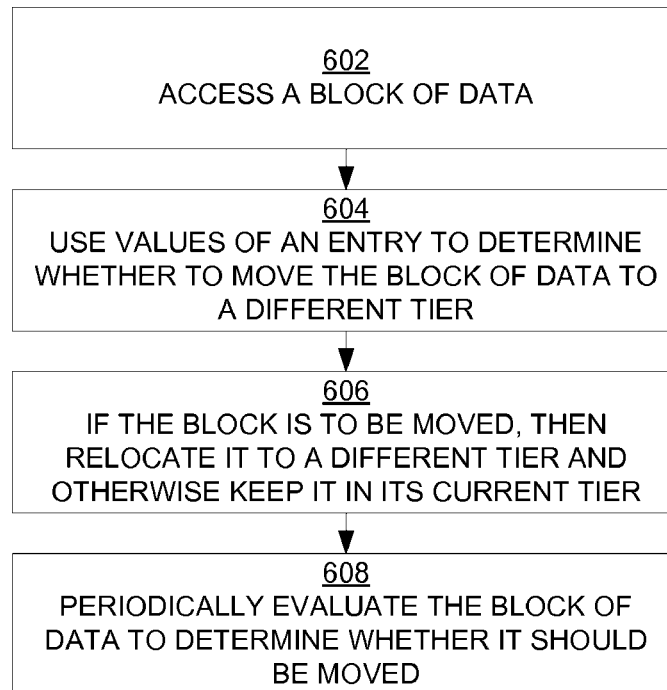 602
ACCESS A BLOCK OF DATA
604
USE VALUES OF AN ENTRY TO DETERMINE
WHETHER TO MOVE THE BLOCK OF DATA TO
A DIFFERENT TIER
606
IF THE BLOCK IS TO BE MOVED, THEN
RELOCATE IT TO A DIFFERENT TIER AND
OTHERWISE KEEP IT IN ITS CURRENT TIER
608
PERIODICALLY EVALUATE THE BLOCK OF
DATA TO DETERMINE WHETHER IT SHOULD
BE MOVED